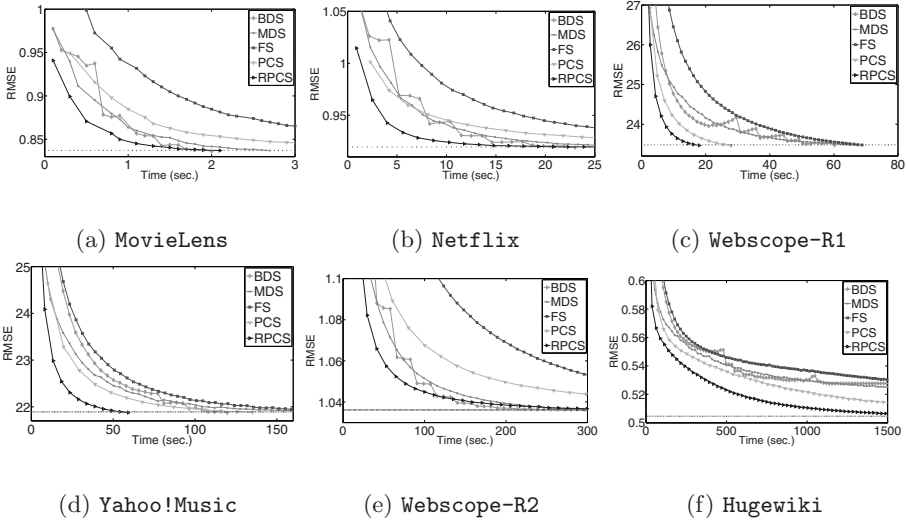 1
0.95
0.9
0.85
RMSE
0 1 2 3
Time (sec.)
BDS
MDS
FS
PCS
RPCS
(a) MovieLens
1.05
1
0.95
RMSE
0 5 10 15 20 25
Time (sec.)
BDS
MDS
FS
PCS
RPCS
(b) Netflix
27
26
25
24
RMSE
0 20 40 60 80
Time (sec.)
BDS
MDS
FS
PCS
RPCS
(c) Webscope-R1
25
24
23
22
RMSE
0 50 100 150
Time (sec.)
BDS
MDS
FS
PCS
RPCS
(d) Yahoo!Music
1.1
1.08
1.06
1.04
RMSE
0 100 200 300
Time (sec.)
BDS
MDS
FS
PCS
RPCS
(e) Webscope-R2
0.6
0.58
0.56
0.54
0.52
0.5
RMSE
0 500 1000 1500
Time (sec.)
BDS
MDS
FS
PCS
RPCS
(f) Hugewiki